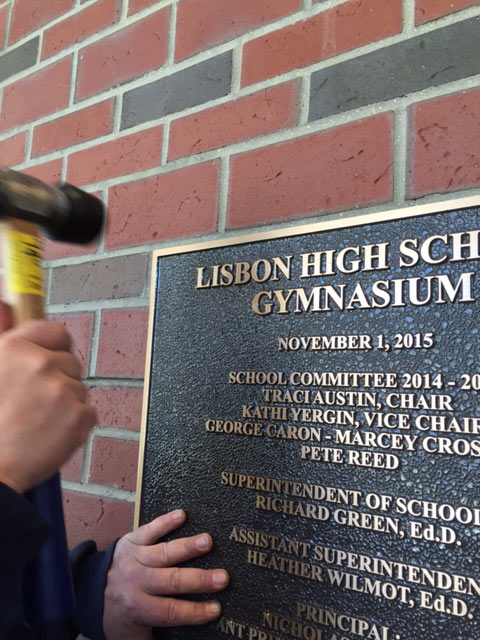 LISBON HIGH SCH
GYMNASIUM
NOVEMBER 1, 2015
SCHOOL COMMITTEE 2014 - 20
TRACI AUSTIN, CHAIR
KATHI YERGIN, VICE CHAIR
GEORGE CARON - MARCEY CROS
PETE REED
SUPERINTENDENT OF SCHOOL
RICHARD GREEN, Ed.D.
ASSISTANT SUPERINTENDEN
HEATHER WILMOT, Ed.D.
PRINCIPAL